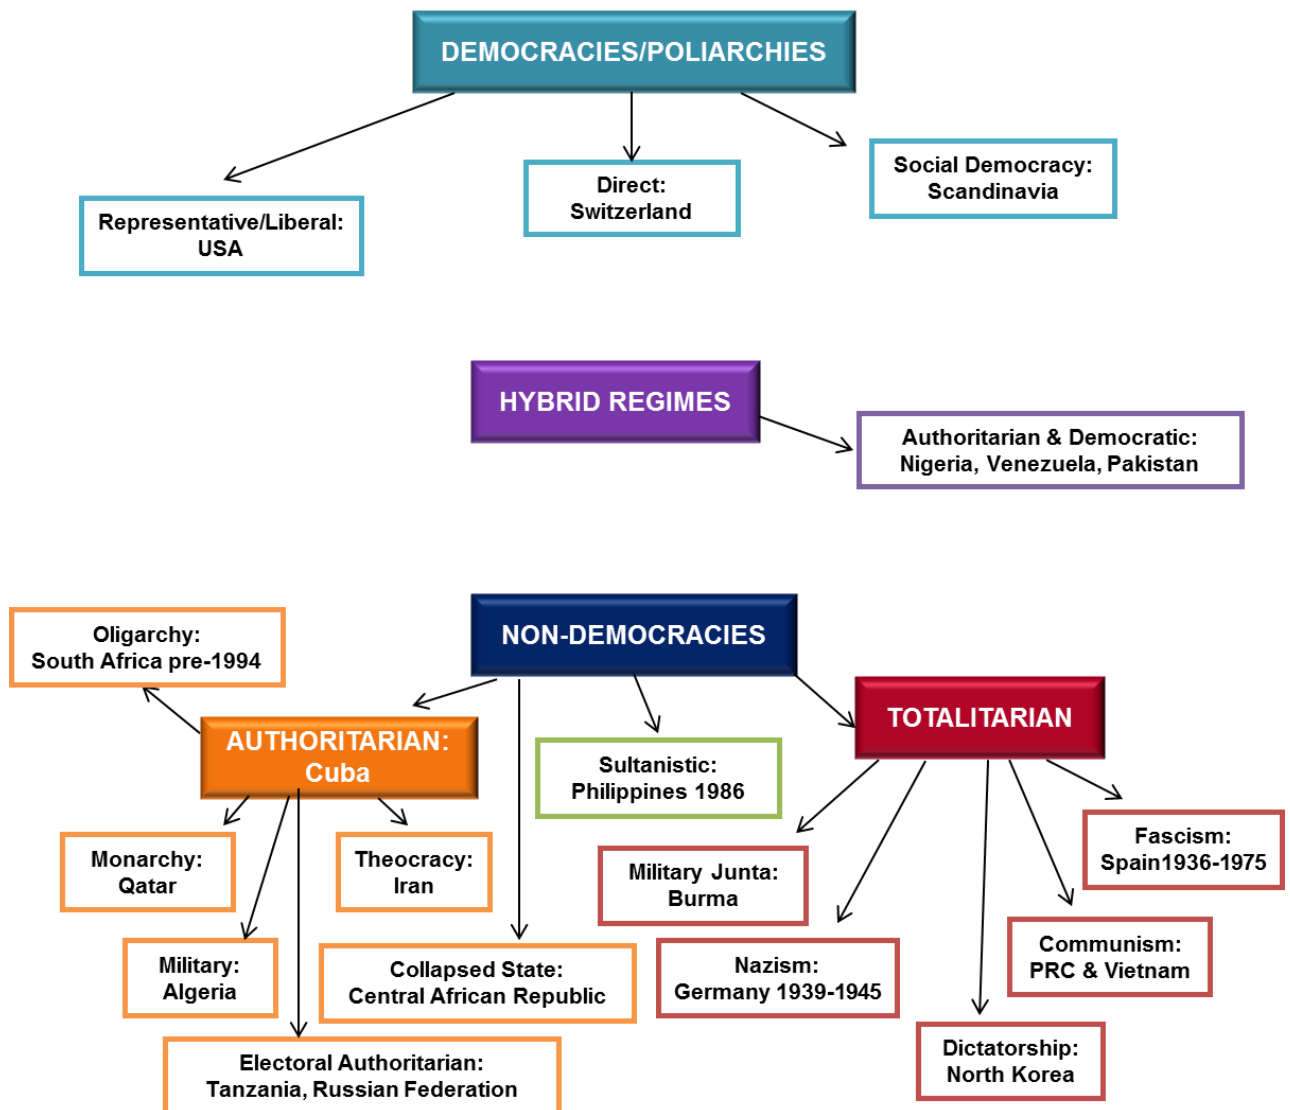 DEMOCRACIES/POLIARCHIES
Representative/Liberal:
USA
Direct:
Switzerland
Social Democracy:
Scandinavia
HYBRID REGIMES
Authoritarian & Democratic:
Nigeria, Venezuela, Pakistan
NON-DEMOCRACIES
Oligarchy:
South Africa pre-1994
AUTHORITARIAN:
Cuba
Monarchy:
Qatar
Theocracy:
Iran
Military:
Algeria
Electoral Authoritarian:
Tanzania, Russian Federation
Collapsed State:
Central African Republic
Sultanistic:
Philippines 1986
TOTALITARIAN
Military Junta:
Burma
Nazism:
Germany 1939-1945
Dictatorship:
North Korea
Communism:
PRC & Vietnam
Fascism:
Spain1936-1975